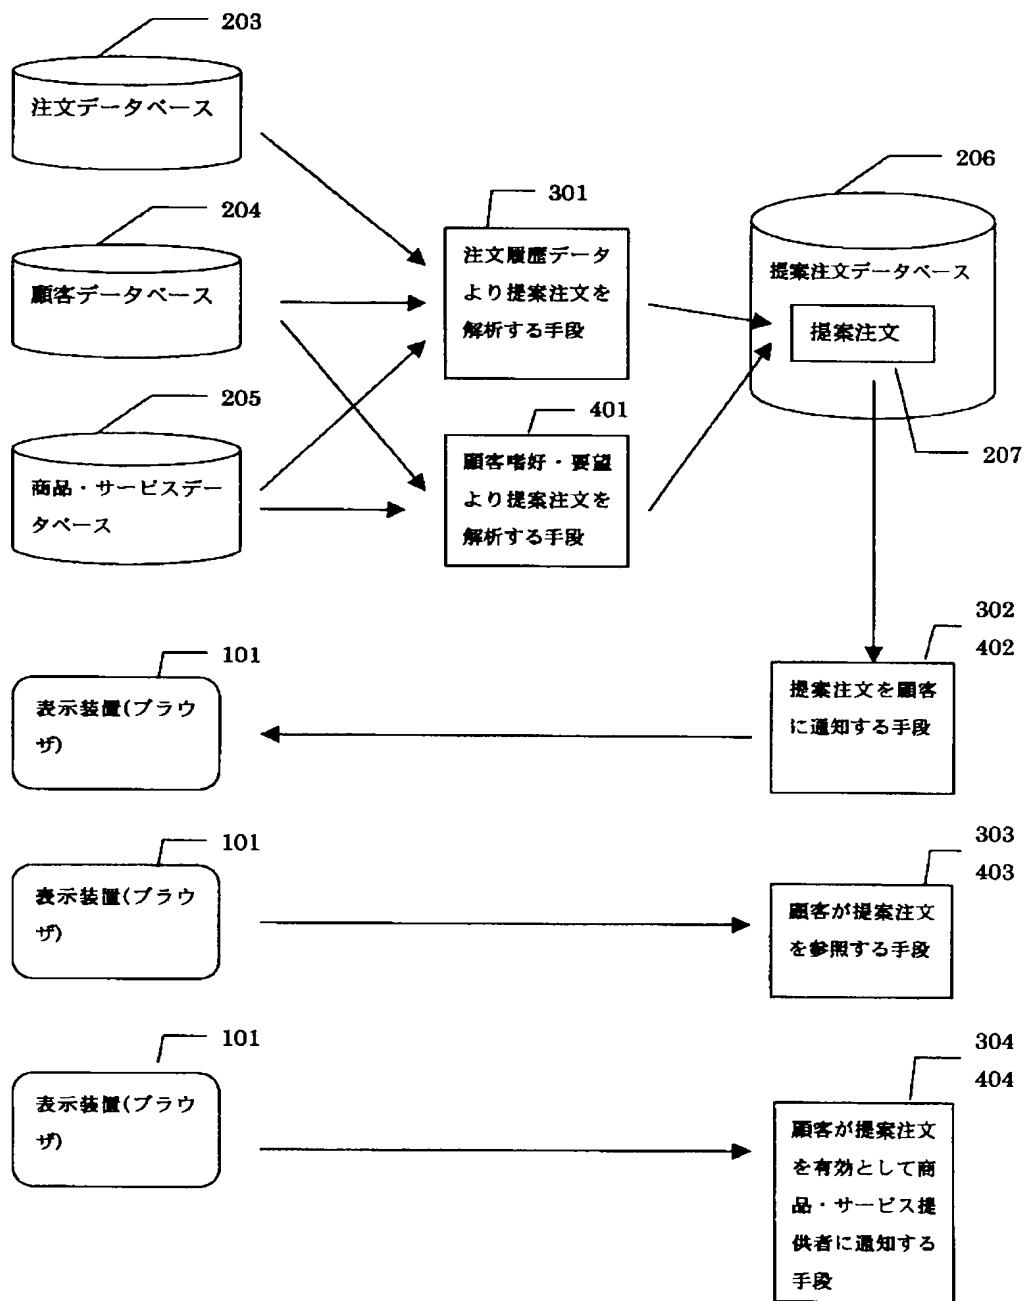 203
注文データベース
204
顧客データベース
205
商品・サービスデー
タベース
301
注文履歴データ
より提案注文を
解析する手段
401
顧客嗜好・要望
より提案注文を
解析する手段
206
提案注文データベース
提案注文
207
302
402
提案注文を顧客
に通知する手段
101
表示装置(ブラウ
ザ)
303
403
顧客が提案注文
を参照する手段
101
表示装置(ブラウ
ザ)
304
404
顧客が提案注文
を有効として商
品・サービス提
供者に通知する
手段
101
表示装置(ブラウ
ザ)